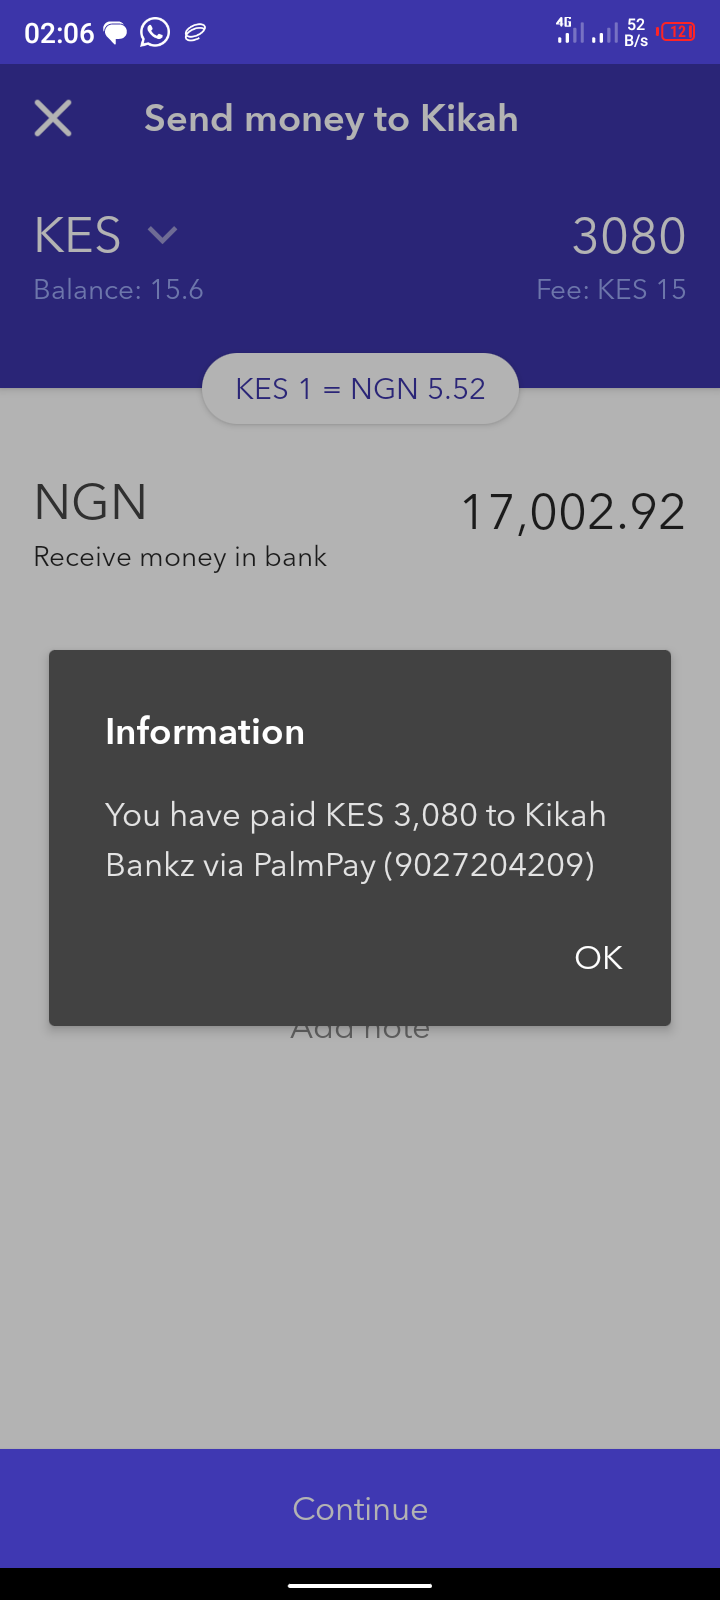 02:06
4G
52
B/s
12
Send money to Kikah
KES 3080
Balance: 15.6 Fee: KES 15
KES 1 = NGN 5.52
NGN 17,002.92
Receive money in bank
Information
You have paid KES 3,080 to Kikah
Bankz via PalmPay (9027204209)
OK
Add note
Continue